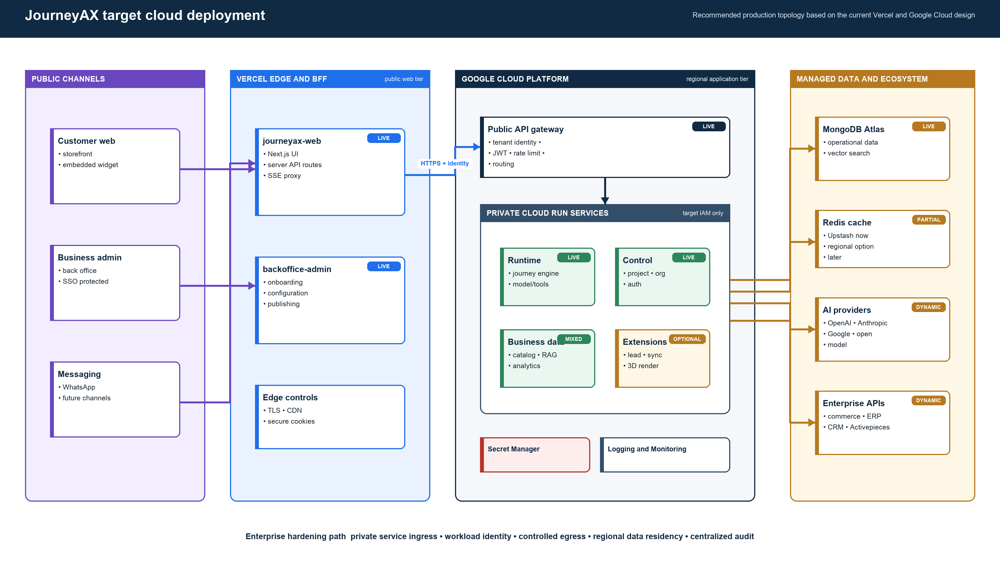 JourneyAX target cloud deployment
Recommended production topology based on the current Vercel and Google Cloud design
PUBLIC CHANNELS
Customer web
• storefront
• embedded widget
Business admin
• back office
• SSO protected
Messaging
• WhatsApp
• future channels
VERCEL EDGE AND BFF
public web tier
journeyax-web
LIVE
• Next.js UI
• server API routes
• SSE proxy
backoffice-admin
LIVE
• onboarding
• configuration
• publishing
Edge controls
• TLS • CDN
• secure cookies
HTTPS + identity
GOOGLE CLOUD PLATFORM
regional application tier
Public API gateway
LIVE
• tenant identity •
• JWT • rate limit •
• routing
PRIVATE CLOUD RUN SERVICES
target IAM only
Runtime
LIVE
• journey engine
• model/tools
Control
LIVE
• project • org
• auth
Business data
MIXED
• catalog • RAG
• analytics
Extensions
OPTIONAL
• lead • sync
• 3D render
Secret Manager
Logging and Monitoring
MANAGED DATA AND ECOSYSTEM
MongoDB Atlas
LIVE
• operational data
• vector search
Redis cache
PARTIAL
• Upstash now
• regional option
• later
AI providers
DYNAMIC
• OpenAI • Anthropic
• Google • open
• model
Enterprise APIs
DYNAMIC
• commerce • ERP
• CRM • Activepieces
Enterprise hardening path  private service ingress • workload identity • controlled egress • regional data residency • centralized audit